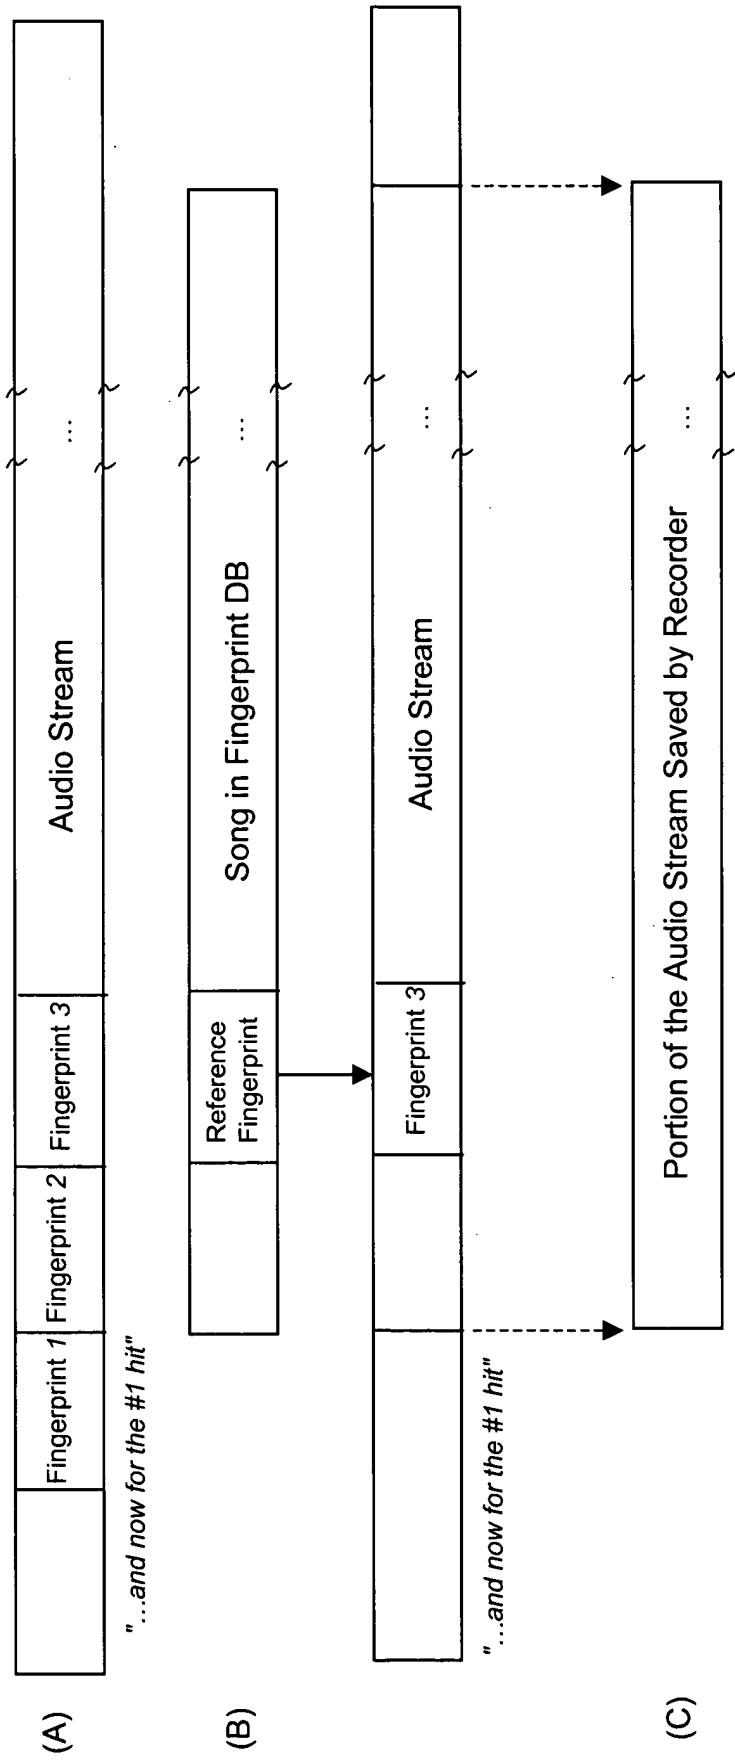 (A)
Fingerprint 1
Fingerprint 2
Fingerprint 3
Audio Stream
...
"...and now for the #1 hit"
(B)
Reference
Fingerprint
Song in Fingerprint DB
...
Fingerprint 3
Audio Stream
...
"...and now for the #1 hit"
(C)
Portion of the Audio Stream Saved by Recorder
...